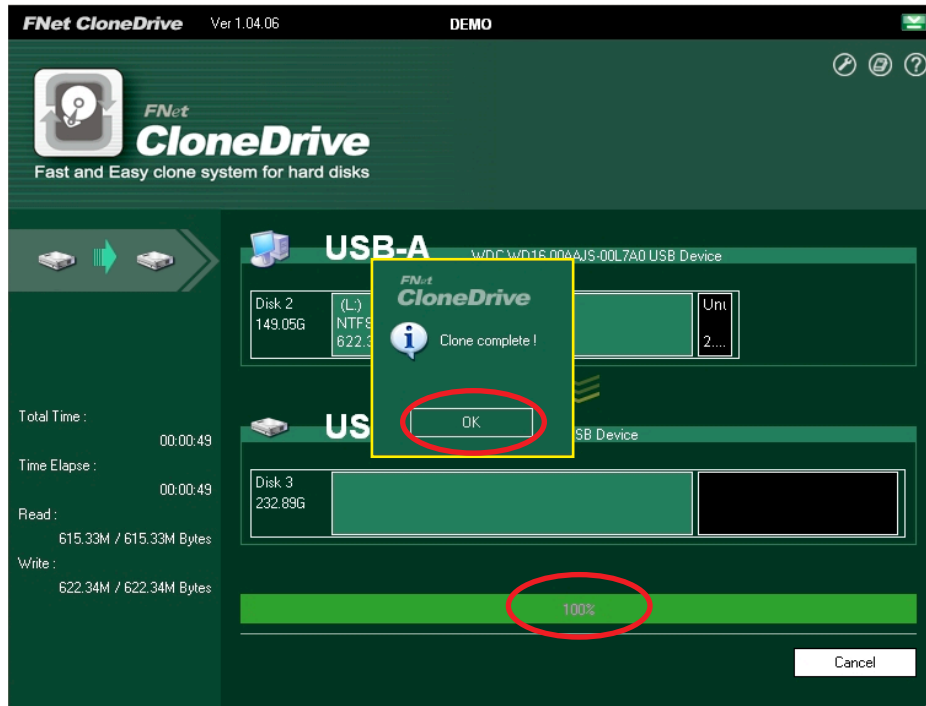 FNet CloneDrive Ver 1.04.06 DEMO
FNet
CloneDrive
Fast and Easy clone system for hard disks
USB-A WDC WD16 00AAJS-00L7A0 USB Device
Disk 2
149.05G
(L:)
NTFS
622.3
Unu
2....
FNet
CloneDrive
Clone complete !
OK
US
SB Device
Disk 3
232.89G
Total Time :
00:00:49
Time Elapse :
00:00:49
Read :
615.33M / 615.33M Bytes
Write :
622.34M / 622.34M Bytes
100%
Cancel